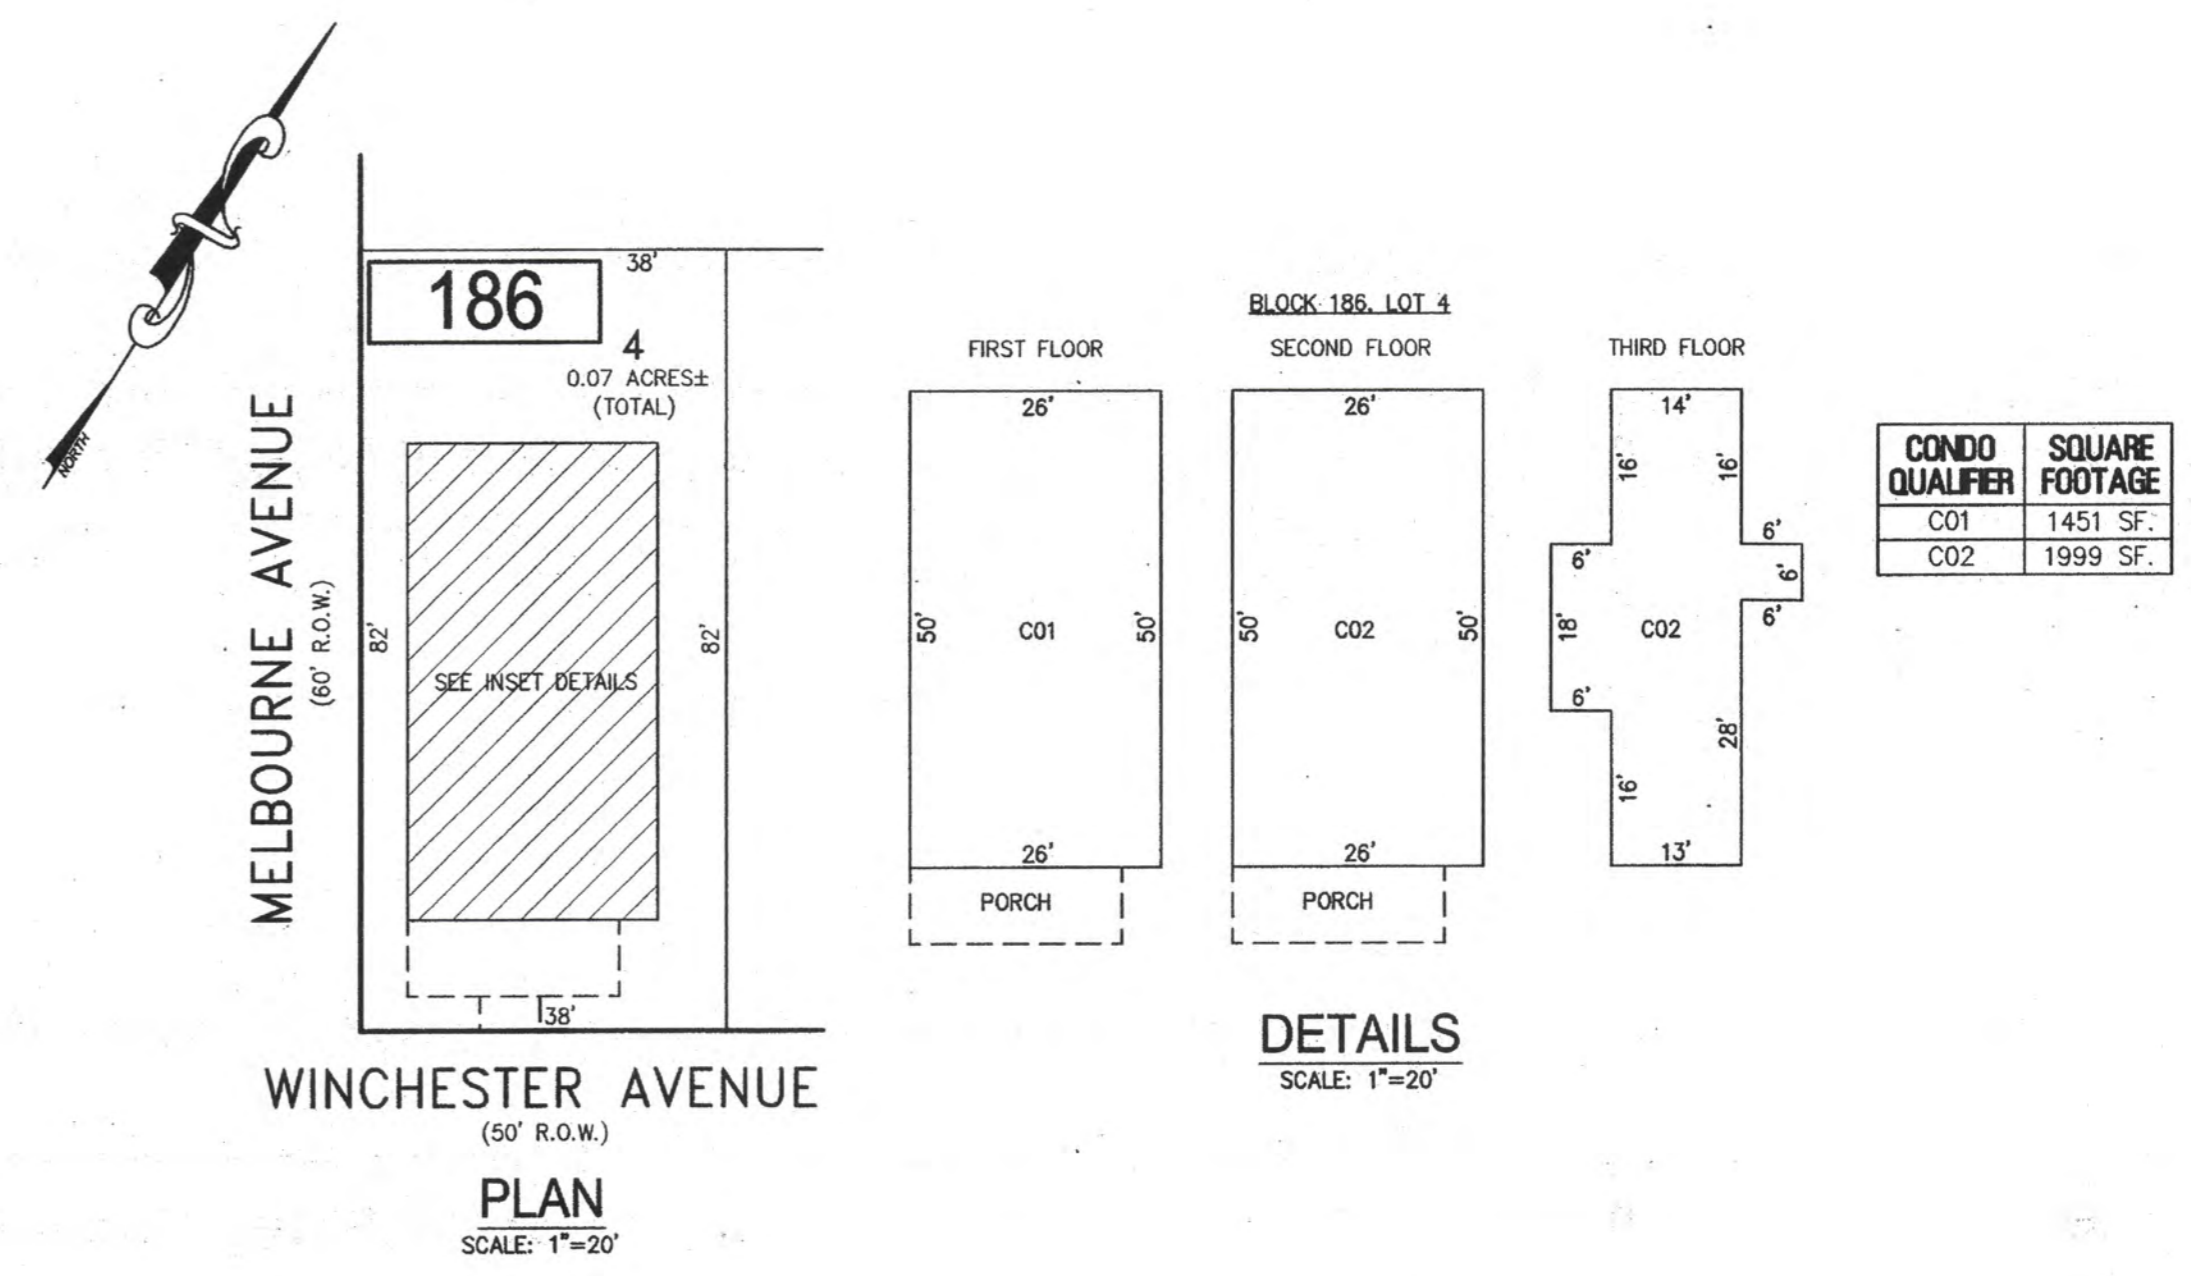 NORTH
MELBOURNE AVENUE
(60' R.O.W.)
186
38'
4
0.07 ACRES±
(TOTAL)
82'
82'
SEE INSET DETAILS
38'
WINCHESTER AVENUE
(50' R.O.W.)
PLAN
SCALE: 1"=20'
BLOCK 186, LOT 4
FIRST FLOOR
26'
50'
50'
C01
26'
PORCH
SECOND FLOOR
26'
50'
50'
C02
26'
PORCH
THIRD FLOOR
14'
16'
16'
6'
6'
6'
6'
18'
C02
6'
28'
16'
13'
DETAILS
SCALE: 1"=20'
CONDO QUALIFIER SQUARE FOOTAGE
C01 1451 SF.
C02 1999 SF.